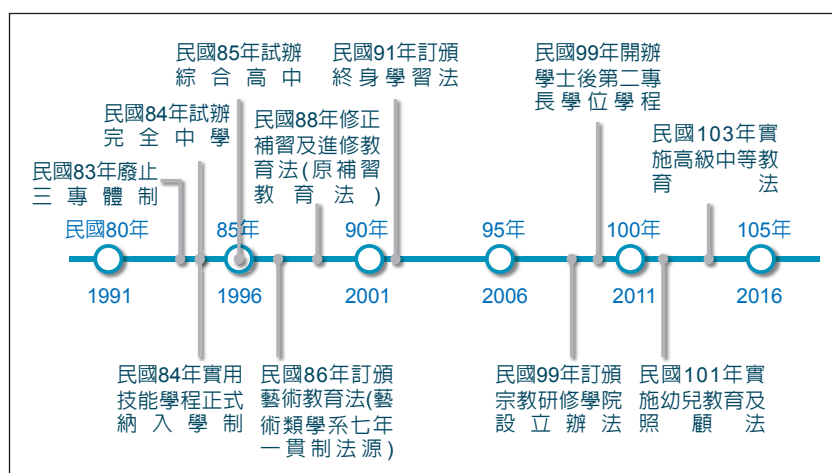 民國85年試辦
綜合高中
民國91年訂頒
終身學習法
民國99年開辦
學士後第二專
長學位學程
民國84年試辦
完全中學
民國88年修正
補習及進修教
育法(原補習
教育法)
民國103年實
施高級中等教
育法
民國83年廢止
三專體制
民國80年
85年
90年
95年
100年
105年
1991
1996
2001
2006
2011
2016
民國84年實用
技能學程正式
納入學制
民國86年訂頒
藝術教育法(藝
術類學系七年
一貫制法源)
民國99年訂頒
宗教研修學院
設立辦法
民國101年實
施幼兒教育及
照顧法